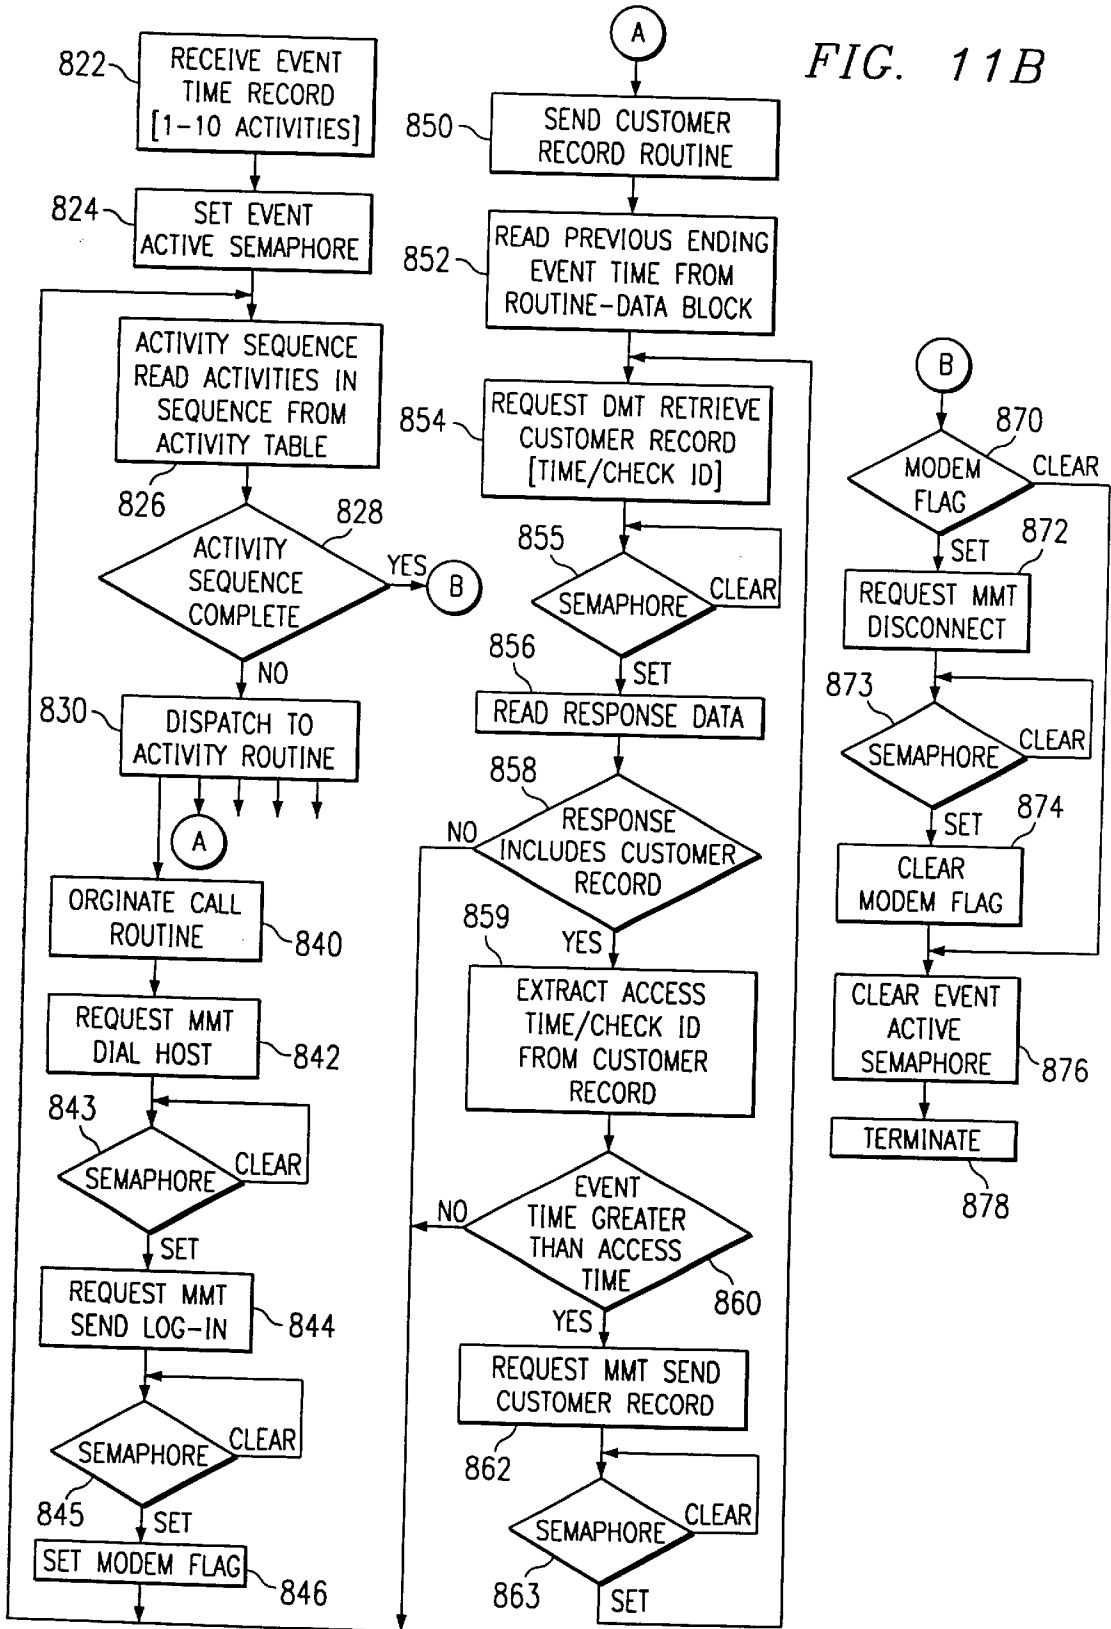 FIG. 11B
822
RECEIVE EVENT
TIME RECORD
[1-10 ACTIVITIES]
824
SET EVENT
ACTIVE SEMAPHORE
ACTIVITY SEQUENCE
READ ACTIVITIES IN
SEQUENCE FROM
ACTIVITY TABLE
826
828
ACTIVITY
SEQUENCE
COMPLETE
YES
B
NO
830
DISPATCH TO
ACTIVITY ROUTINE
A
ORGINATE CALL
ROUTINE
840
REQUEST MMT
DIAL HOST
842
843
SEMAPHORE
CLEAR
SET
REQUEST MMT
SEND LOG-IN
844
SEMAPHORE
CLEAR
845
SET
SET MODEM FLAG
846
A
850
SEND CUSTOMER
RECORD ROUTINE
852
READ PREVIOUS ENDING
EVENT TIME FROM
ROUTINE-DATA BLOCK
854
REQUEST DMT RETRIEVE
CUSTOMER RECORD
[TIME/CHECK ID]
855
SEMAPHORE
CLEAR
SET
856
READ RESPONSE DATA
858
NO
RESPONSE
INCLUDES CUSTOMER
RECORD
YES
859
EXTRACT ACCESS
TIME/CHECK ID
FROM CUSTOMER
RECORD
NO
EVENT
TIME GREATER
THAN ACCESS
TIME
860
YES
REQUEST MMT SEND
CUSTOMER RECORD
862
SEMAPHORE
CLEAR
863
SET
B
870
MODEM
FLAG
CLEAR
SET
872
REQUEST MMT
DISCONNECT
873
SEMAPHORE
CLEAR
SET
874
CLEAR
MODEM FLAG
CLEAR EVENT
ACTIVE
SEMAPHORE
876
TERMINATE
878